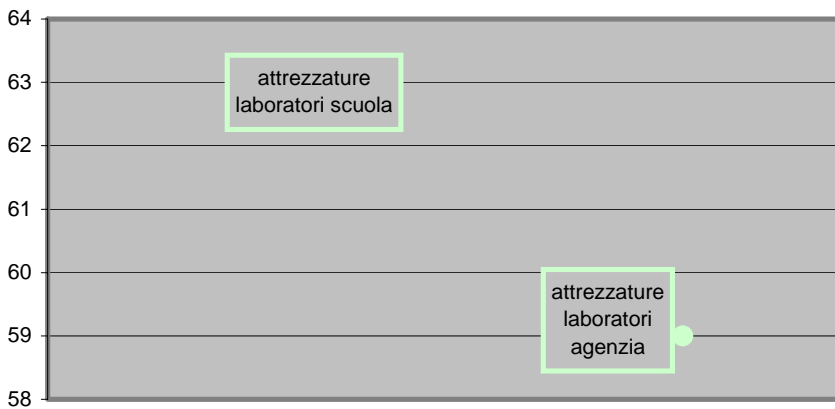 64
63
62
61
60
59
58
attrezzature
laboratori scuola
attrezzature
laboratori
agenzia